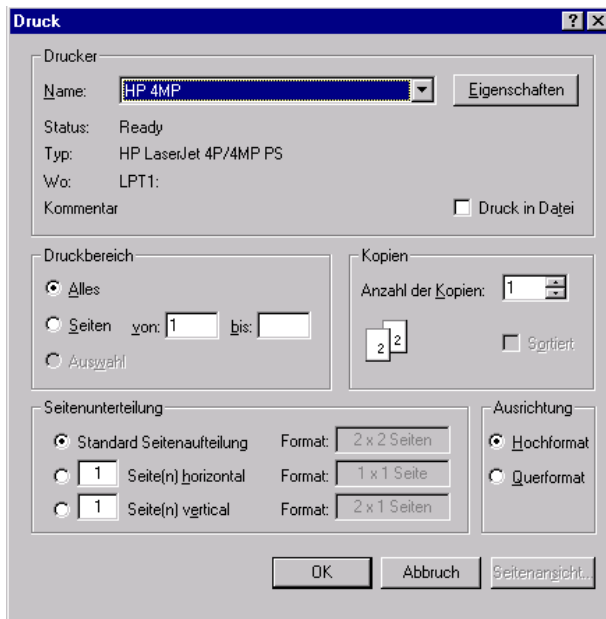 Druck
Drucker
Name: HP 4MP Eigenschaften
Status: Ready
Typ: HP LaserJet 4P/4MP PS
Wo: LPT1:
Kommentar Druck in Datei
Druckbereich
Alles
Seiten von: 1 bis:
Auswahl
Kopien
Anzahl der Kopien: 1
2 2 Sortiert
Seitenunterteilung
Standard Seitenaufteilung Format: 2 x 2 Seiten
1 Seite(n) horizontal Format: 1 x 1 Seite
1 Seite(n) vertical Format: 2 x 1 Seiten
Ausrichtung
Hochformat
Querformat
OK Abbruch Seitenansicht...